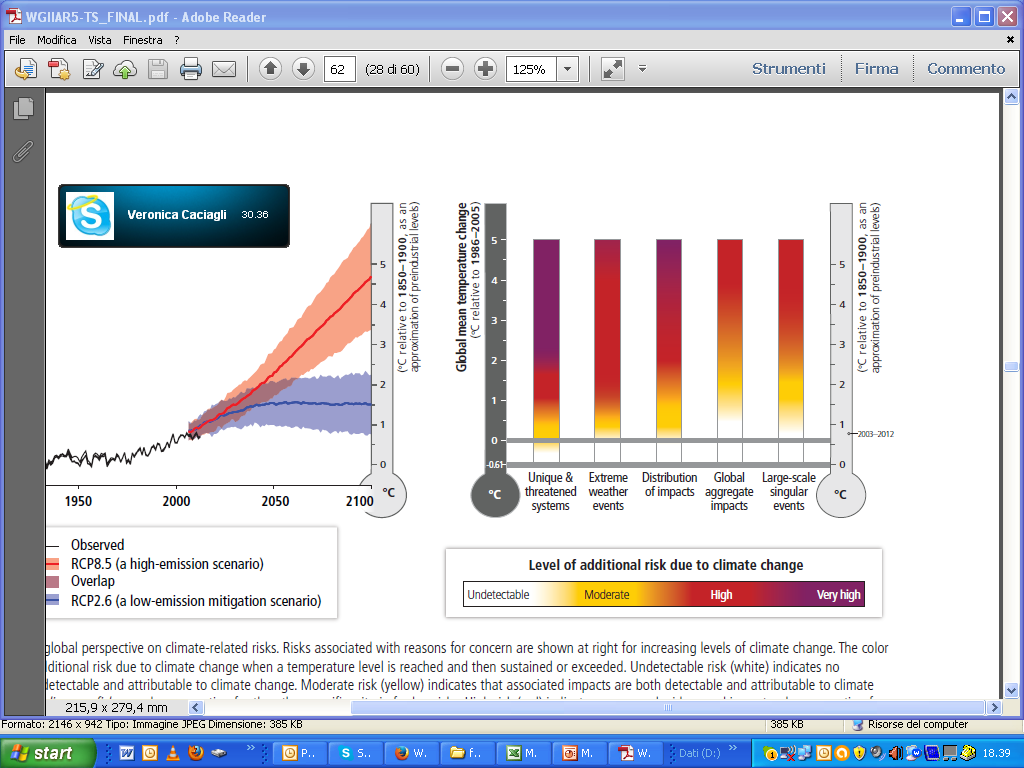 WGIIAR5-TS_FINAL.pdf - Adobe Reader
File Modifica Vista Finestra ?
62 (28 di 60) 125% Strumenti Firma Commento
Veronica Caciagli 30.36
(°C relative to 1850–1900, as an
approximation of preindustrial levels)
5
4
3
2
1
0
°C
1950 2000 2050 2100
Observed
RCP8.5 (a high-emission scenario)
Overlap
RCP2.6 (a low-emission mitigation scenario)
Global mean temperature change
(°C relative to 1986–2005)
5
4
3
2
1
0
-0.61
°C
Unique &
threatened
systems
Extreme
weather
events
Distribution
of impacts
Global
aggregate
impacts
Large-scale
singular
events
(°C relative to 1850–1900, as an
approximation of preindustrial levels)
5
4
3
2
1
0
2003–2012
°C
Level of additional risk due to climate change
Undetectable Moderate High Very high
global perspective on climate-related risks. Risks associated with reasons for concern are shown at right for increasing levels of climate change. The color
dditional risk due to climate change when a temperature level is reached and then sustained or exceeded. Undetectable risk (white) indicates no
detectable and attributable to climate change. Moderate risk (yellow) indicates that associated impacts are both detectable and attributable to climate
215,9 x 279,4 mm
Formato: 2146 x 942 Tipo: Immagine JPEG Dimensione: 385 KB 385 KB Risorse del computer
start P... S... W. f... M. M. W. Dati (D:) 18.39